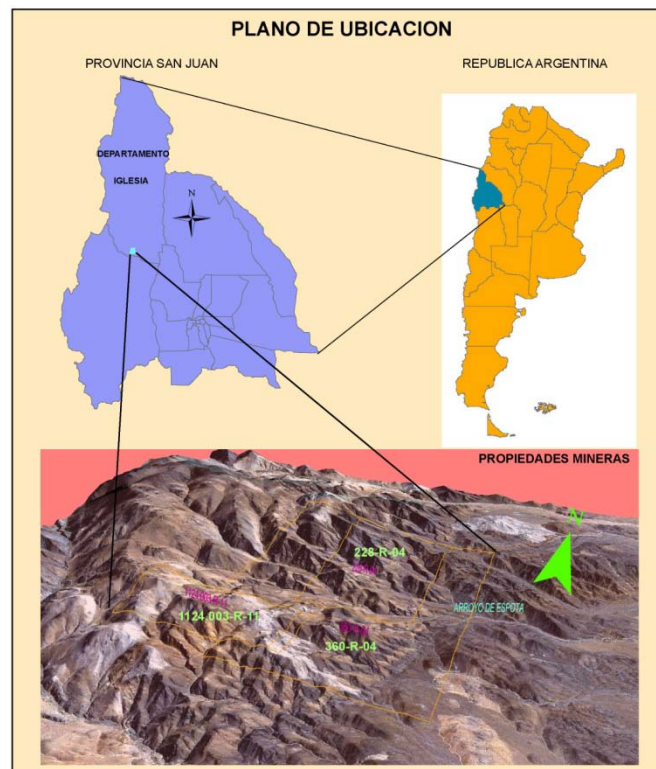 PLANO DE UBICACION
PROVINCIA SAN JUAN
REPUBLICA ARGENTINA
DEPARTAMENTO
IGLESIA
N
PROPIEDADES MINERAS
N
228-R-04
ARROYO DE ESPOTA
1124.003-R-11
360-R-04